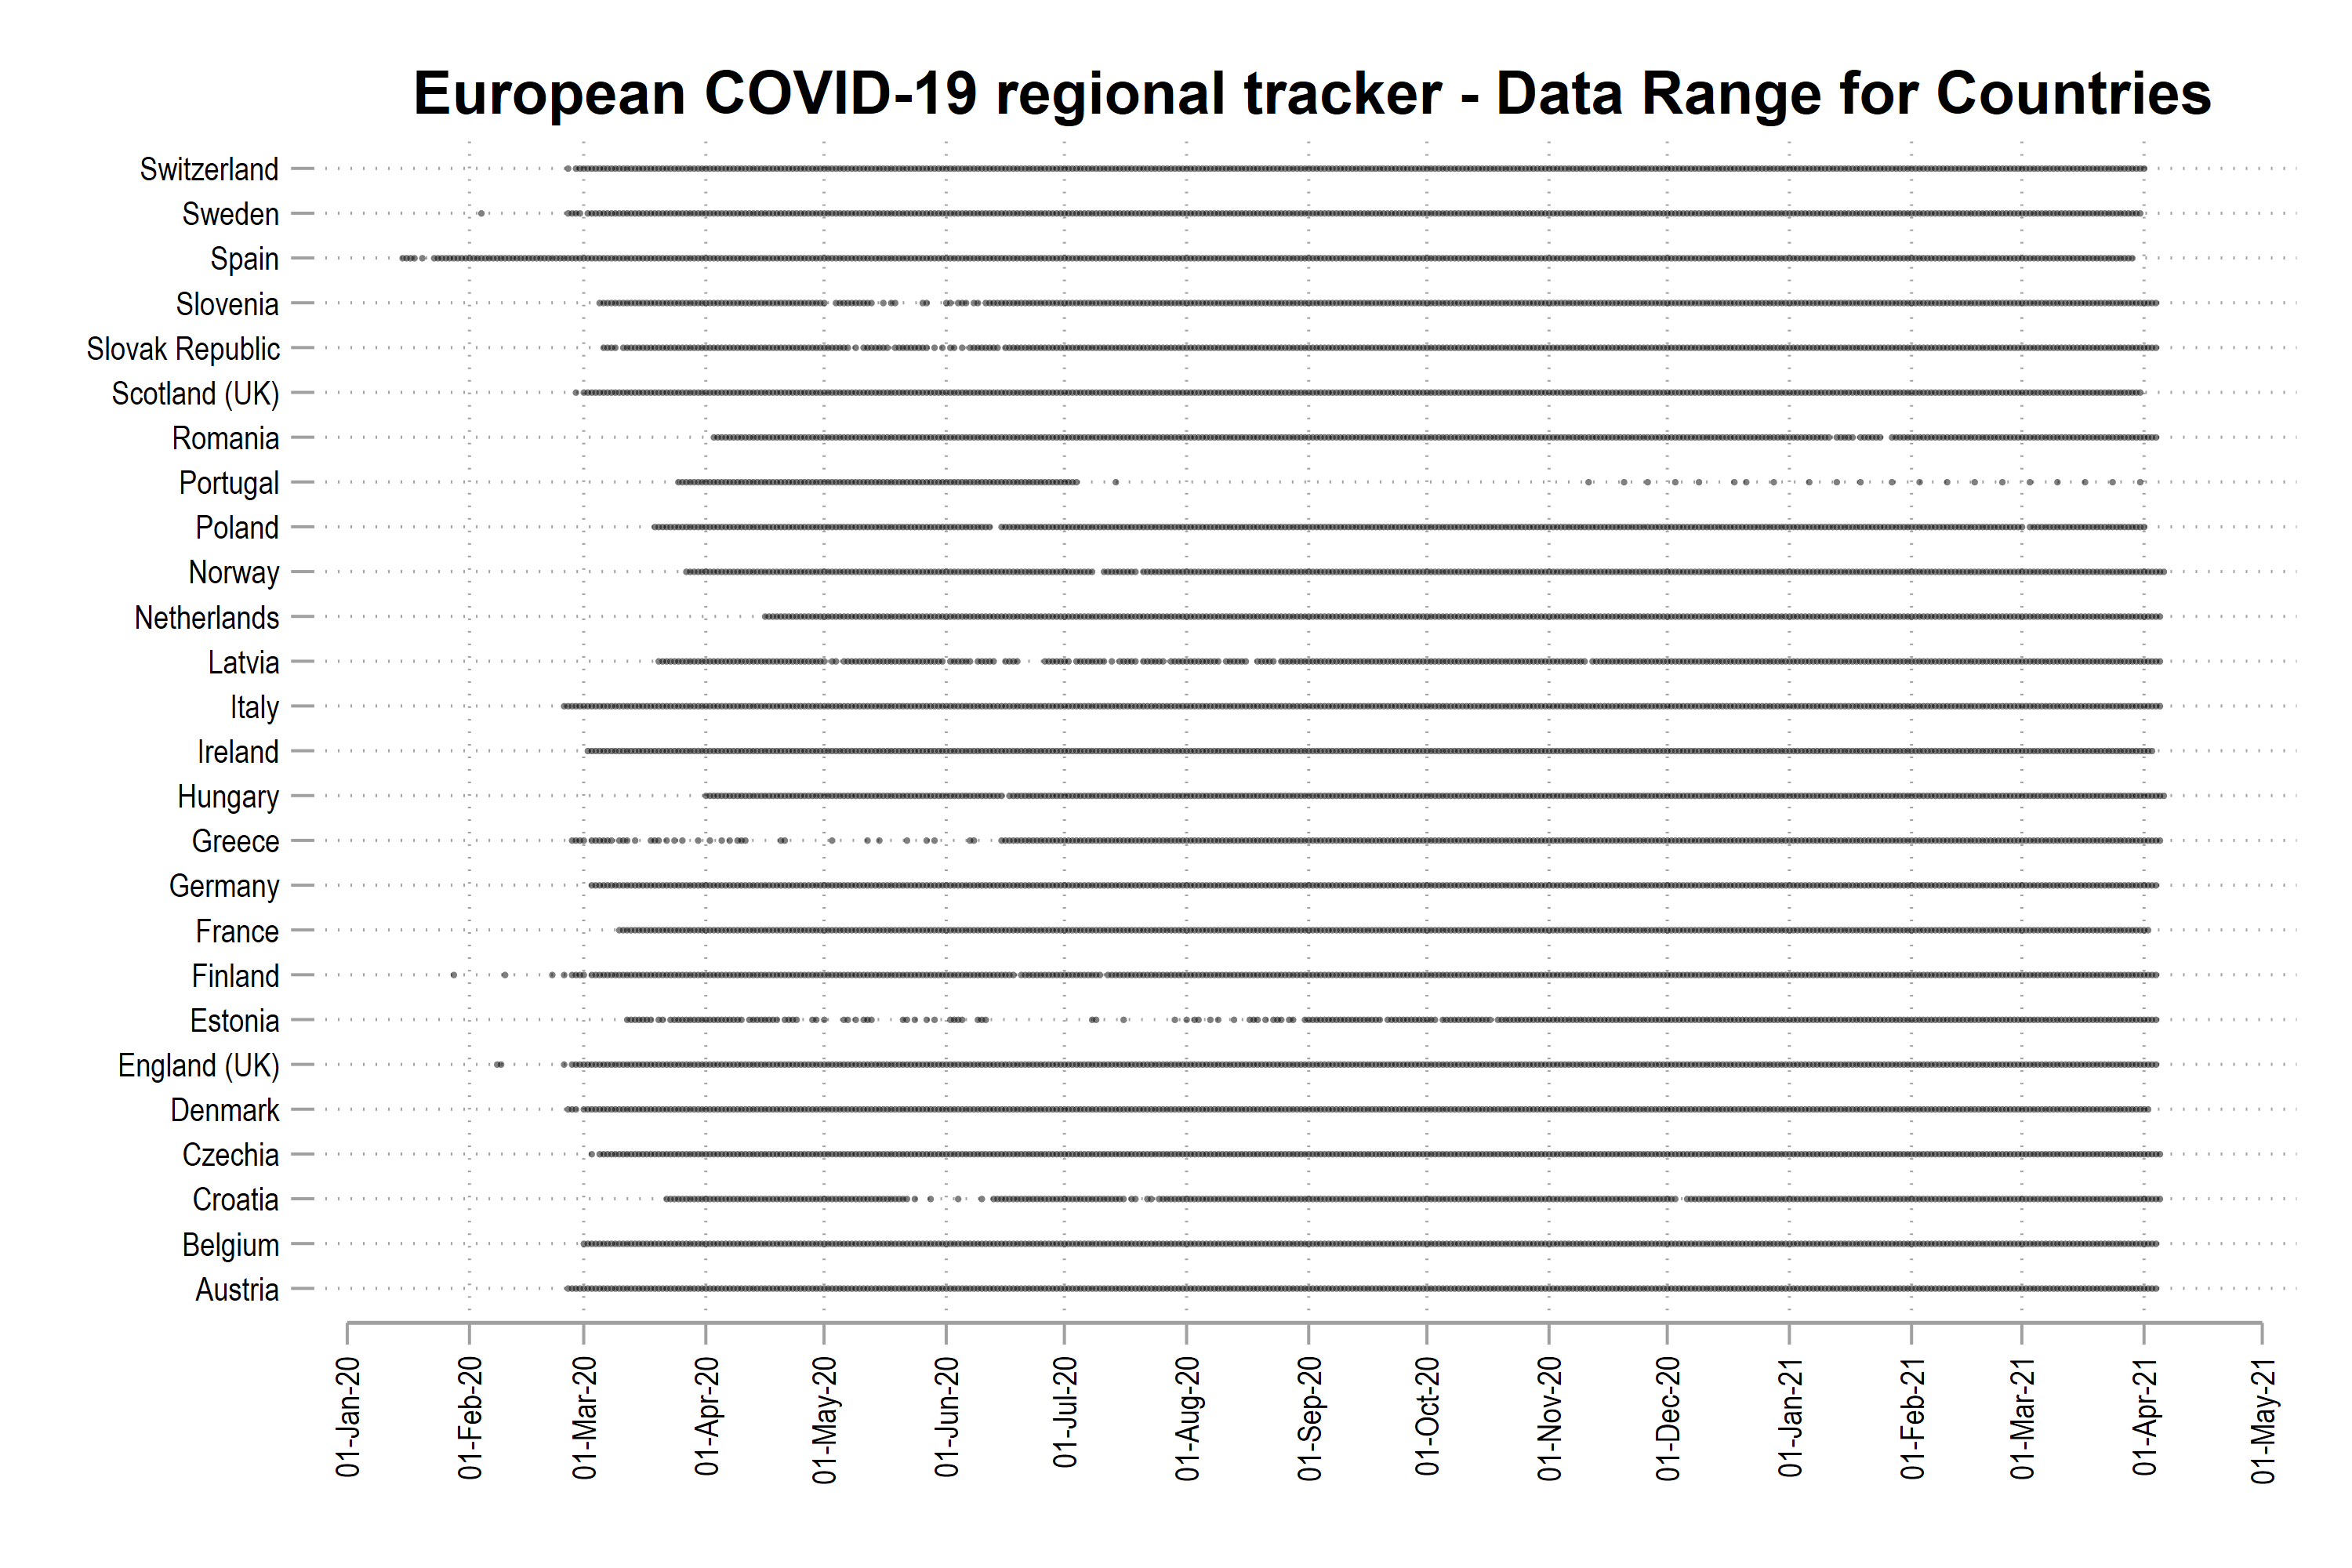 European COVID-19 regional tracker - Data Range for Countries
Switzerland
Sweden
Spain
Slovenia
Slovak Republic
Scotland (UK)
Romania
Portugal
Poland
Norway
Netherlands
Latvia
Italy
Ireland
Hungary
Greece
Germany
France
Finland
Estonia
England (UK)
Denmark
Czechia
Croatia
Belgium
Austria
01-Jan-20
01-Feb-20
01-Mar-20
01-Apr-20
01-May-20
01-Jun-20
01-Jul-20
01-Aug-20
01-Sep-20
01-Oct-20
01-Nov-20
01-Dec-20
01-Jan-21
01-Feb-21
01-Mar-21
01-Apr-21
01-May-21